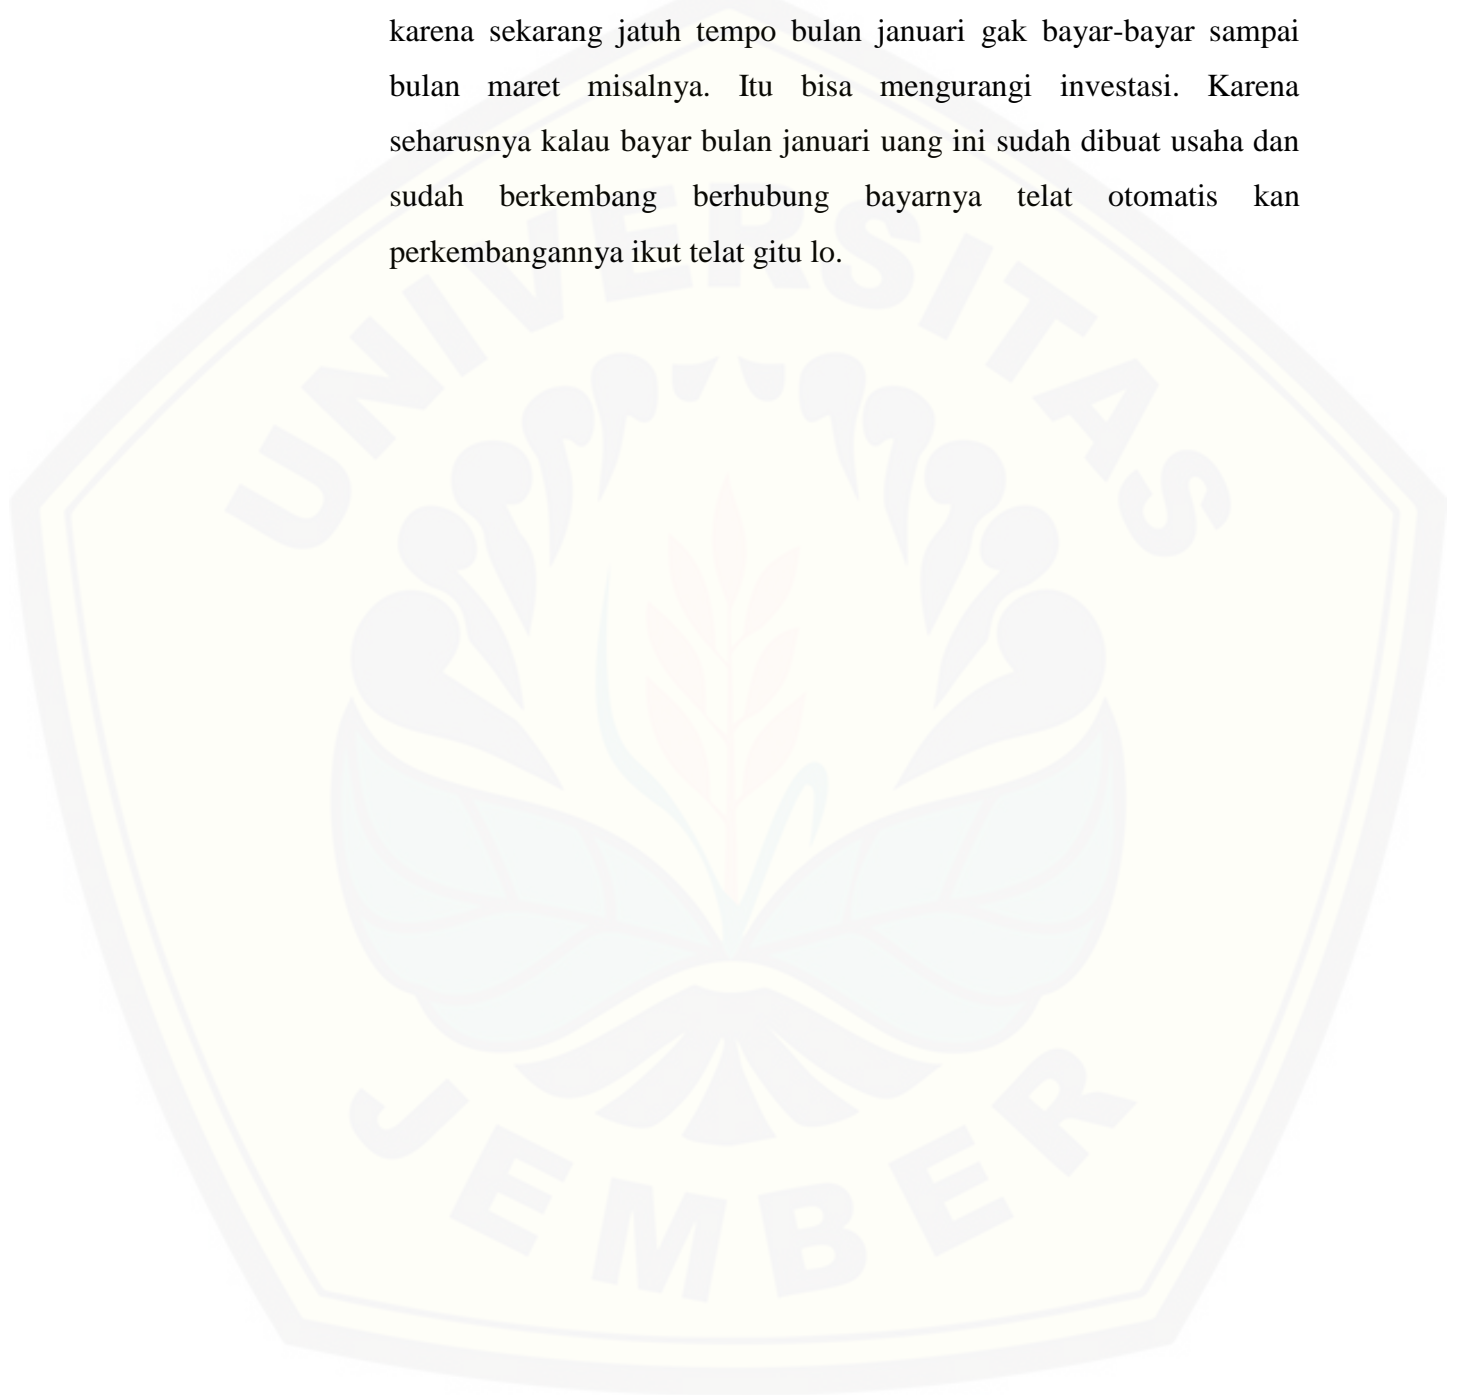 karena sekarang jatuh tempo bulan januari gak bayar-bayar sampai
bulan maret misalnya. Itu bisa mengurangi investasi. Karena
seharusnya kalau bayar bulan januari uang ini sudah dibuat usaha dan
sudah berkembang berhubung bayarnya telat otomatis kan
perkembangannya ikut telat gitu lo.
UNIVERSITAS
JEMBER